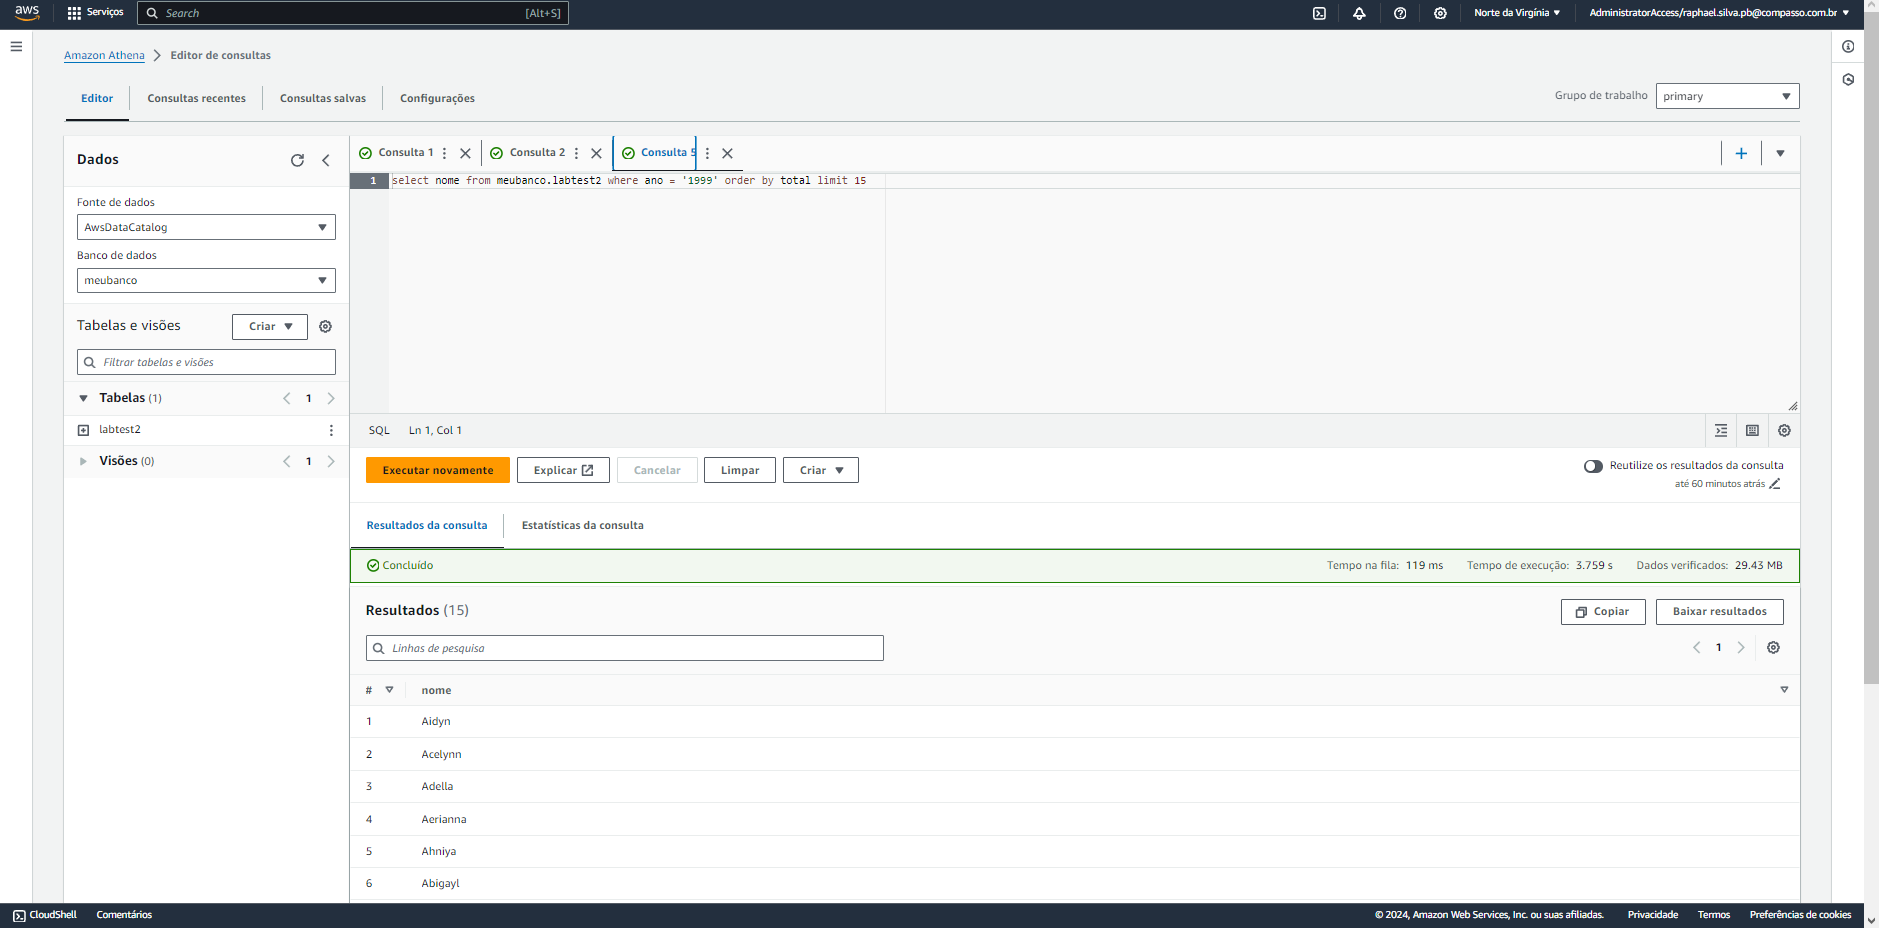 aws Serviços Search [Alt+S] Norte da Virgínia AdministratorAccess/raphael.silva.pb@compasso.com.br
Amazon Athena > Editor de consultas
Editor Consultas recentes Consultas salvas Configurações Grupo de trabalho primary
Dados
Fonte de dados
AwsDataCatalog
Banco de dados
meubanco
Tabelas e visões Criar
Filtrar tabelas e visões
Tabelas (1) 1
labtest2
Visões (0) 1
Consulta 1 Consulta 2 Consulta 5
1 select nome from meubanco.labtest2 where ano = '1999' order by total limit 15
SQL Ln 1, Col 1
Executar novamente Explicar Cancelar Limpar Criar
Reutilize os resultados da consulta
até 60 minutos atrás
Resultados da consulta Estatísticas da consulta
Concluído Tempo na fila: 119 ms Tempo de execução: 3.759 s Dados verificados: 29.43 MB
Resultados (15) Copiar Baixar resultados
Linhas de pesquisa 1
# nome
1 Aidyn
2 Acelynn
3 Adella
4 Aerianna
5 Ahniya
6 Abigayl
CloudShell Comentários © 2024, Amazon Web Services, Inc. ou suas afiliadas. Privacidade Termos Preferências de cookies